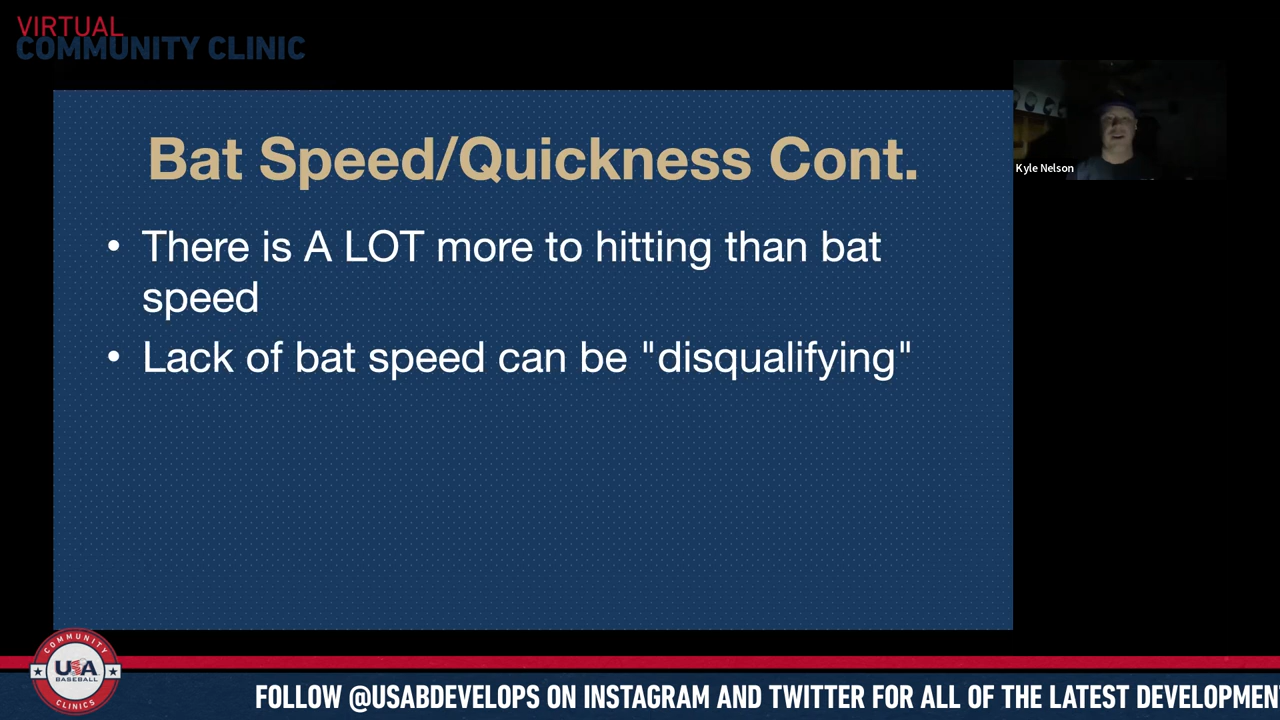 VIRTUAL
COMMUNITY CLINIC
Bat Speed/Quickness Cont.
• There is A LOT more to hitting than bat
speed
• Lack of bat speed can be "disqualifying"
Kyle Nelson
COMMUNITY
USA
BASEBALL
CLINICS
FOLLOW @USABDEVELOPS ON INSTAGRAM AND TWITTER FOR ALL OF THE LATEST DEVELOPMEN